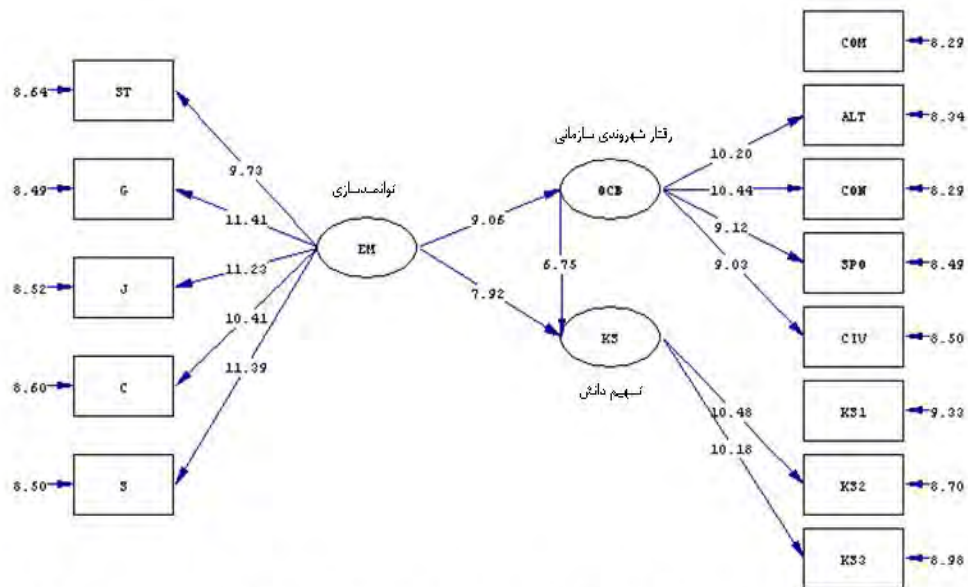 COM
8.29
8.64
ST
ALT
8.34
رفتار شهروندی سازمانی
10.20
9.73
8.49
G
توانمندسازی
OCB
10.44
CON
8.29
11.41
EM
9.06
9.12
8.52
J
11.23
6.75
9.03
SPO
8.49
10.41
7.92
KS
CIV
8.50
8.60
C
11.39
تسهیم دانش
10.48
KS1
9.33
10.18
8.50
S
KS2
8.70
KS3
8.98